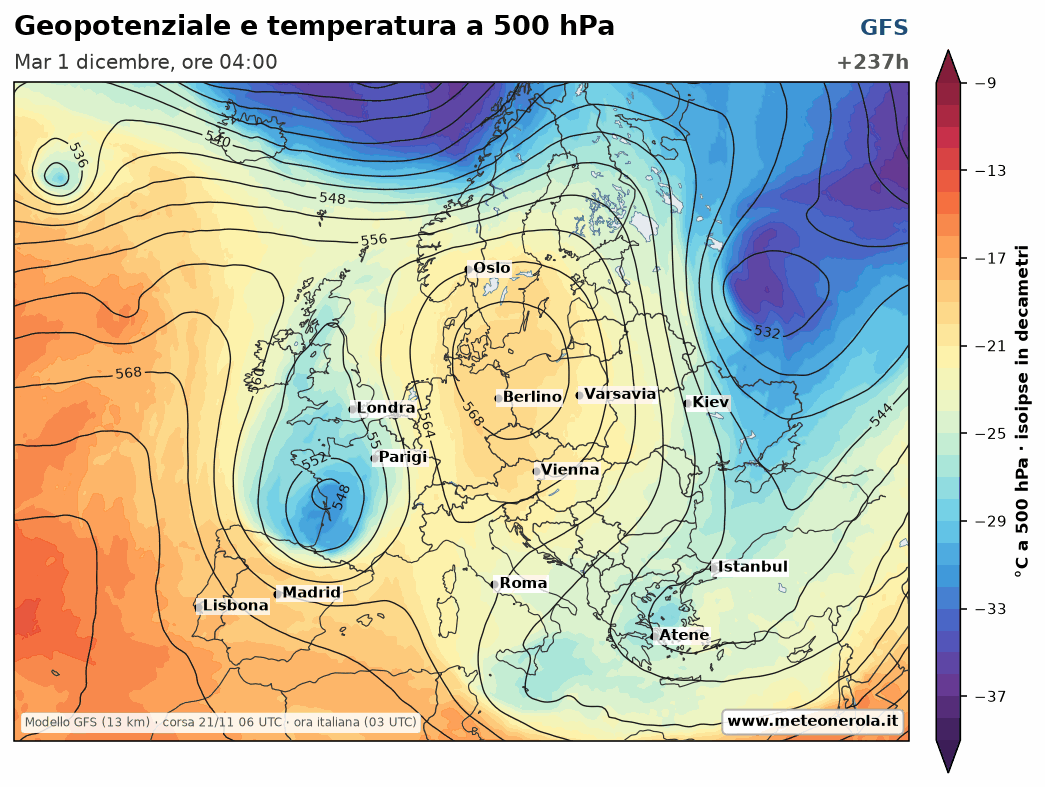 Geopotenziale e temperatura a 500 hPa
GFS
Mar 1 dicembre, ore 04:00
+237h
536
540
548
556
Oslo
532
568
560
Londra
564
568
Berlino
Varsavia
Kiev
544
Parigi
552
548
Vienna
Istanbul
Madrid
Roma
Lisbona
Atene
Modello GFS (13 km) · corsa 21/11 06 UTC · ora italiana (03 UTC)
www.meteonerola.it
−9
−13
−17
−21
−25
−29
−33
−37
°C a 500 hPa · isoipse in decametri